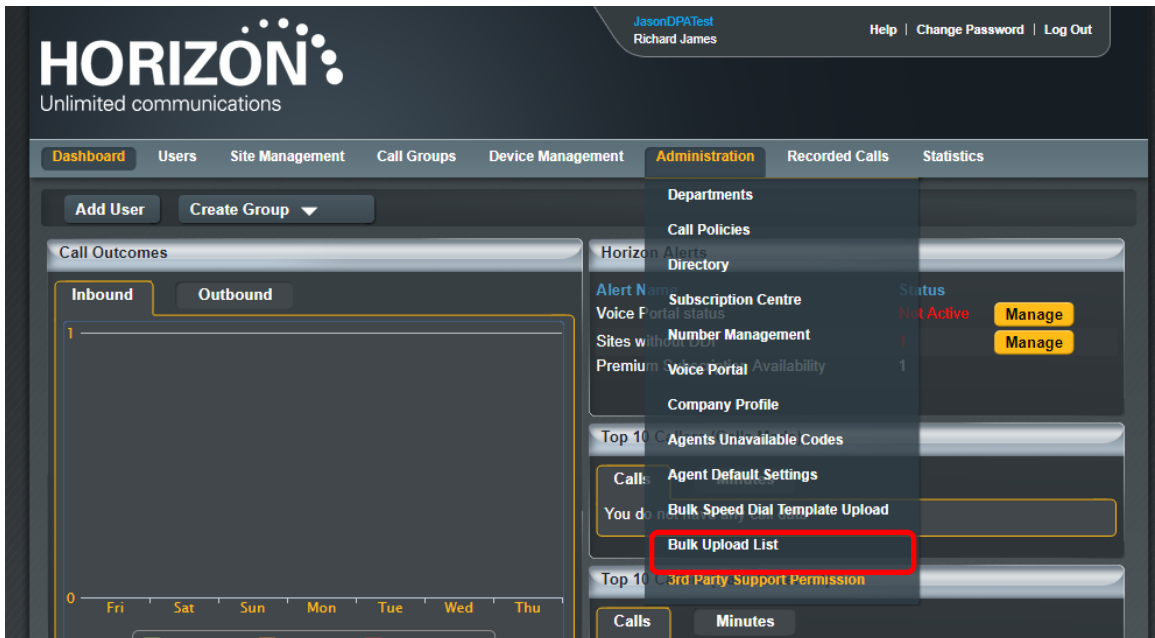 JasonDPATest
Richard James
Help | Change Password | Log Out
HORIZON
Unlimited communications
Dashboard Users Site Management Call Groups Device Management Administration Recorded Calls Statistics
Add User Create Group
Departments
Call Policies
Directory
Subscription Centre
Number Management
Voice Portal
Company Profile
Agents Unavailable Codes
Agent Default Settings
Bulk Speed Dial Template Upload
Bulk Upload List
3rd Party Support Permission
Call Outcomes
Inbound Outbound
1
0
Fri Sat Sun Mon Tue Wed Thu
Horizon Alerts
Alert Name Status
Voice Portal status Not Active Manage
Sites without DDI 1 Manage
Premium Subscription Availability 1
Top 10
Calls Minutes
You do not have any call data
Top 10
Calls Minutes